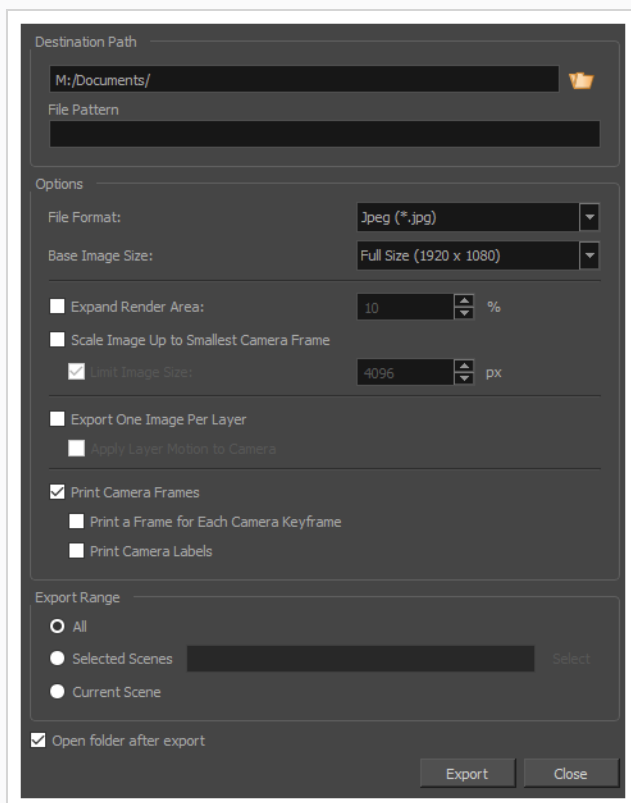 Destination Path
M:/Documents/
File Pattern
Options
File Format: Jpeg (*.jpg)
Base Image Size: Full Size (1920 x 1080)
Expand Render Area: 10 %
Scale Image Up to Smallest Camera Frame
Limit Image Size: 4096 px
Export One Image Per Layer
Apply Layer Motion to Camera
Print Camera Frames
Print a Frame for Each Camera Keyframe
Print Camera Labels
Export Range
All
Selected Scenes Select
Current Scene
Open folder after export
Export Close